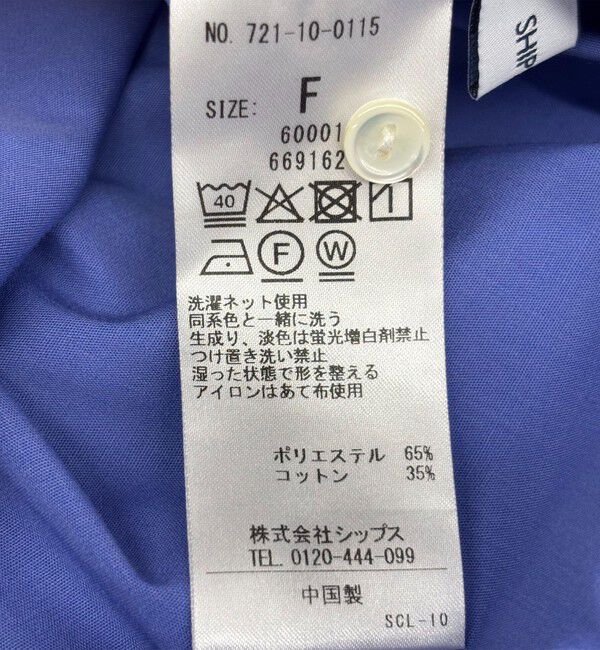 SHIP
NO. 721-10-0115
SIZE: F
60001
669162
40
F W
洗濯ネット使用
同系色と一緒に洗う
生成り、淡色は蛍光増白剤禁止
つけ置き洗い禁止
湿った状態で形を整える
アイロンはあて布使用
ポリエステル 65%
コットン 35%
株式会社シップス
TEL. 0120-444-099
中国製
SCL-10